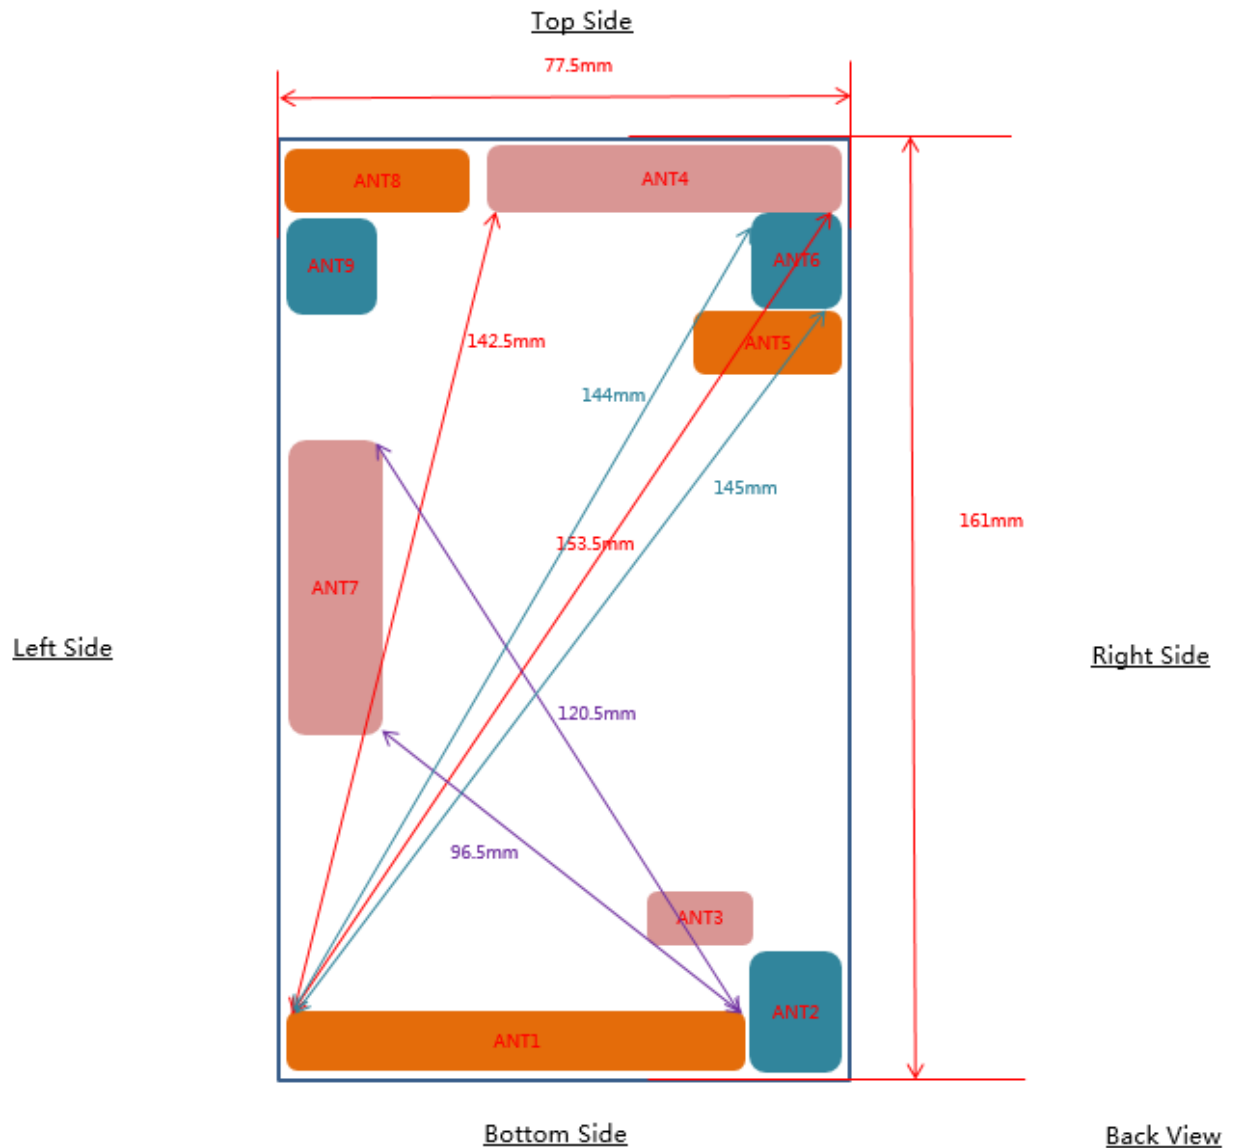 Top Side
77.5mm
ANT8
ANT4
ANT9
ANT6
142.5mm
ANT5
144mm
145mm
153.5mm
161mm
ANT7
Left Side
Right Side
120.5mm
96.5mm
ANT3
ANT2
ANT1
Bottom Side
Back View